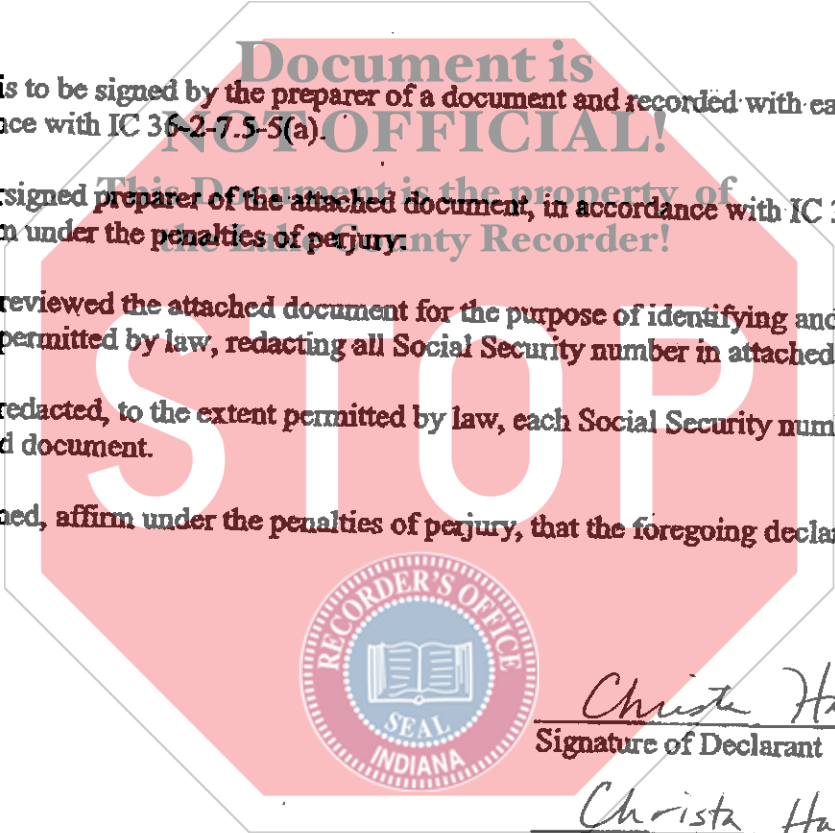 Document is
is to be signed by the preparer of a document and recorded with ea
nce with IC 36-2-7.5-5(a).
NOT OFFICIAL!
This Document is the property of
rsigned preparer of the attached document, in accordance with IC 3
n under the penalties of perjury:
the Lake County Recorder!
reviewed the attached document for the purpose of identifying and
permitted by law, redacting all Social Security number in attached
STOP
redacted, to the extent permitted by law, each Social Security num
d document.
ned, affirm under the penalties of perjury, that the foregoing declar
RECORDER'S OFFICE
SEAL
INDIANA
Christa Ha
Signature of Declarant
Christa Ha